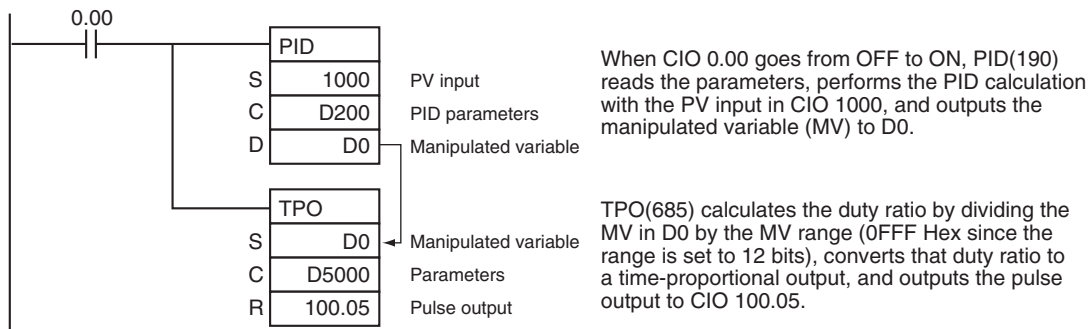 0.00
PID
S 1000 PV input
C D200 PID parameters
D D0 Manipulated variable
When CIO 0.00 goes from OFF to ON, PID(190)
reads the parameters, performs the PID calculation
with the PV input in CIO 1000, and outputs the
manipulated variable (MV) to D0.
TPO
S D0 Manipulated variable
C D5000 Parameters
R 100.05 Pulse output
TPO(685) calculates the duty ratio by dividing the
MV in D0 by the MV range (0FFF Hex since the
range is set to 12 bits), converts that duty ratio to
a time-proportional output, and outputs the pulse
output to CIO 100.05.